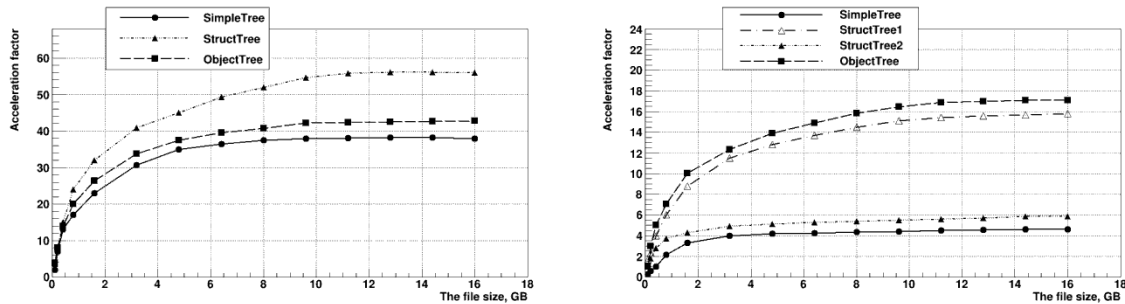 SimpleTree
StructTree
ObjectTree
Acceleration factor
60
50
40
30
20
10
0
0 2 4 6 8 10 12 14 16 18
The file size, GB
SimpleTree
StructTree1
StructTree2
ObjectTree
Acceleration factor
24
22
20
18
16
14
12
10
8
6
4
2
0
0 2 4 6 8 10 12 14 16 18
The file size, GB